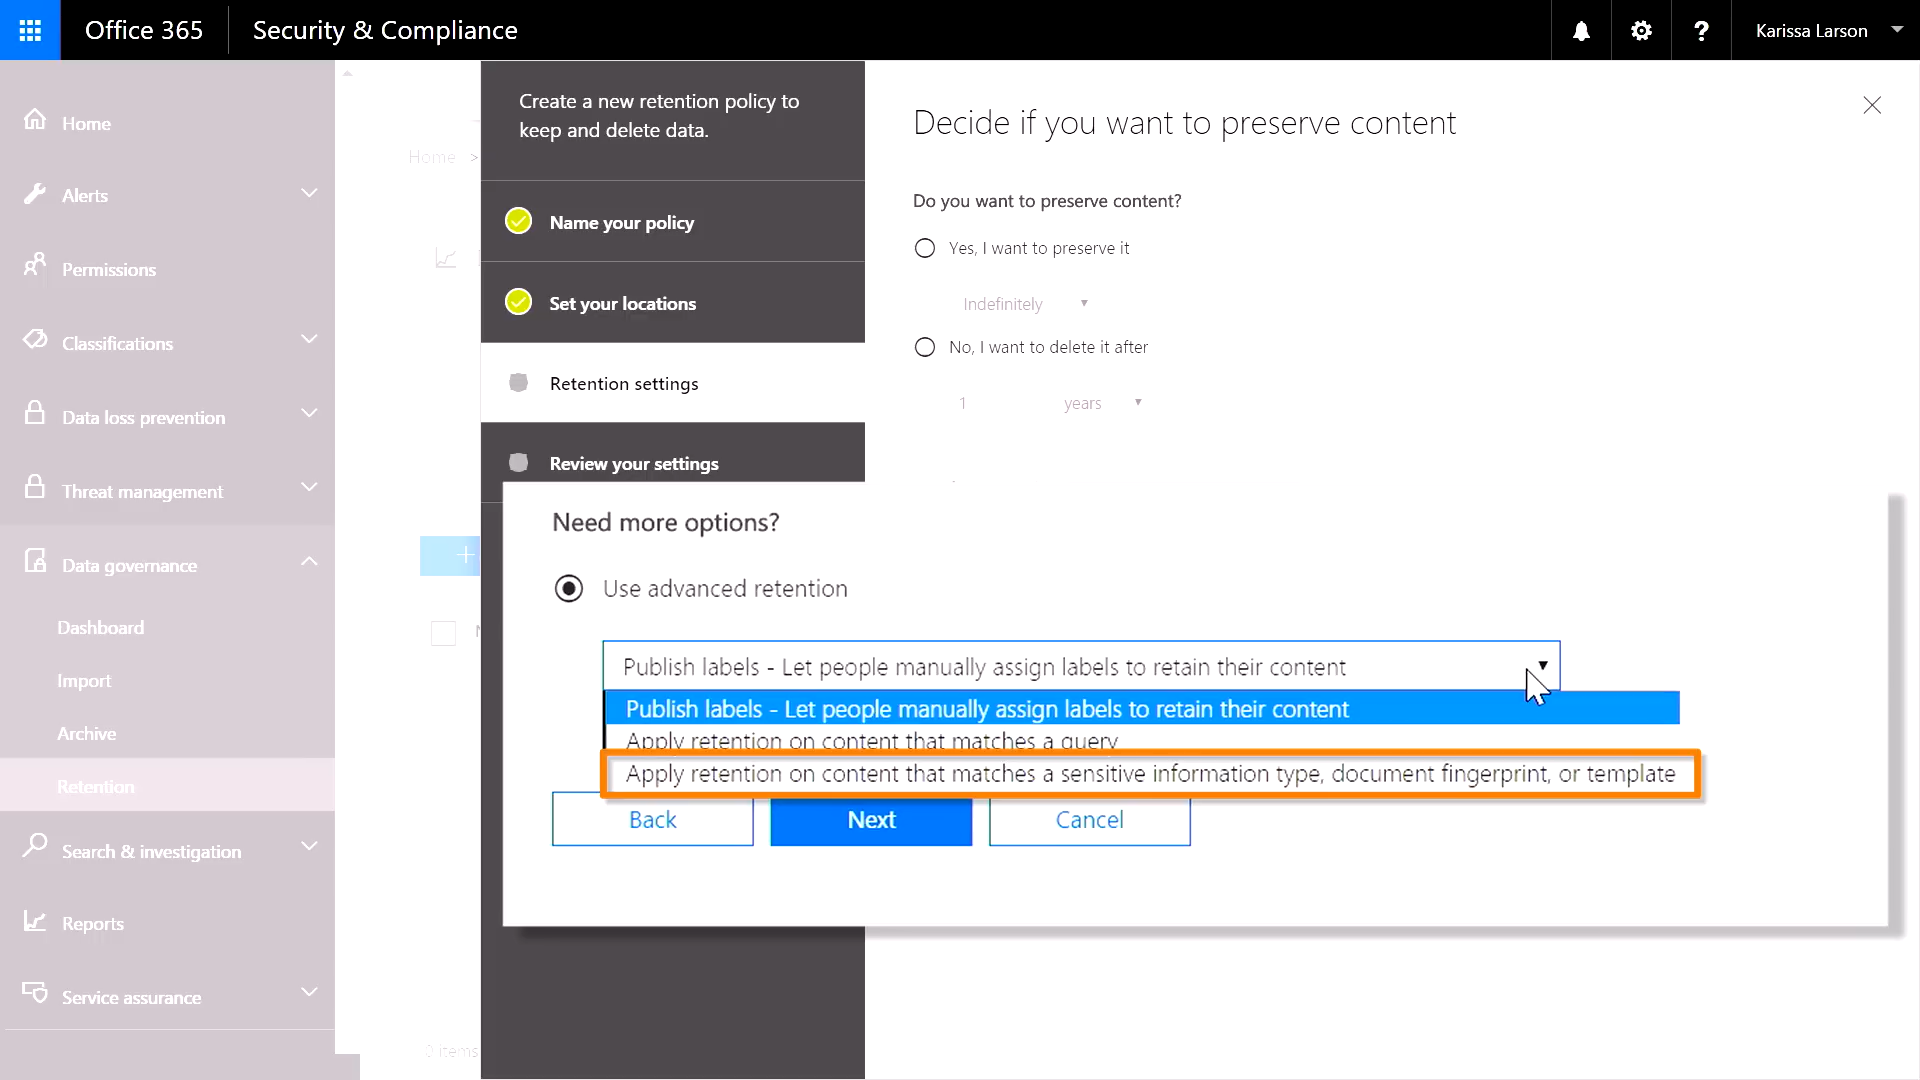 Office 365
Security & Compliance
?
Karissa Larson
Home
Alerts
Permissions
Classifications
Data loss prevention
Threat management
Data governance
Dashboard
Import
Archive
Retention
Search & investigation
Reports
Service assurance
Home >
0 items
Create a new retention policy to
keep and delete data.
Name your policy
Set your locations
Retention settings
Review your settings
Decide if you want to preserve content
Do you want to preserve content?
Yes, I want to preserve it
Indefinitely
No, I want to delete it after
1 years
Need more options?
Use advanced retention
Publish labels - Let people manually assign labels to retain their content
Publish labels - Let people manually assign labels to retain their content
Apply retention on content that matches a query
Apply retention on content that matches a sensitive information type, document fingerprint, or template
Back
Next
Cancel